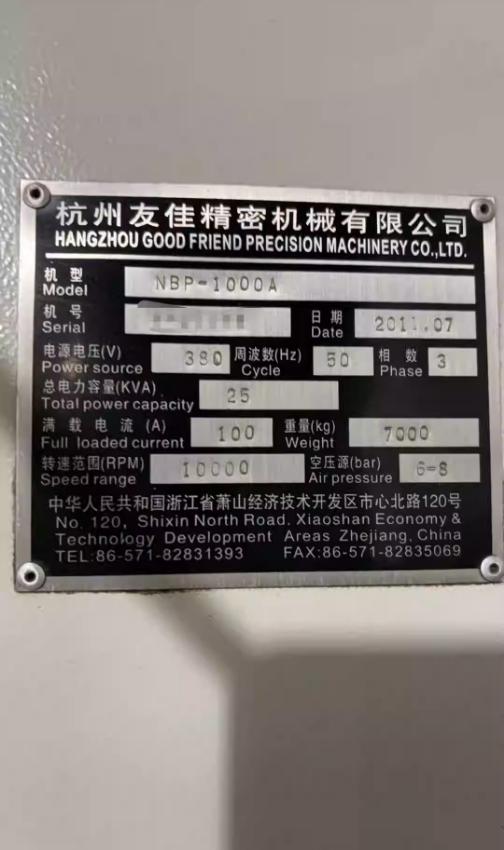 杭州友佳精密机械有限公司
HANGZHOU GOOD FRIEND PRECISION MACHINERY CO.,LTD.
机型 Model NBP-1000A
机号 Serial 日期 Date 2011.07
电源电压(V) Power source 380 周波数(Hz) Cycle 50 相数 Phase 3
总电力容量(KVA) Total power capacity 25
满载电流(A) Full loaded current 100 重量(kg) Weight 7000
转速范围(RPM) Speed range 10000 空压源(bar) Air pressure 6-8
中华人民共和国浙江省萧山经济技术开发区市心北路120号
No. 120, Shixin North Road, Xiaoshan Economy &
Technology Development Areas Zhejiang, China
TEL:86-571-82831393 FAX:86-571-82835069